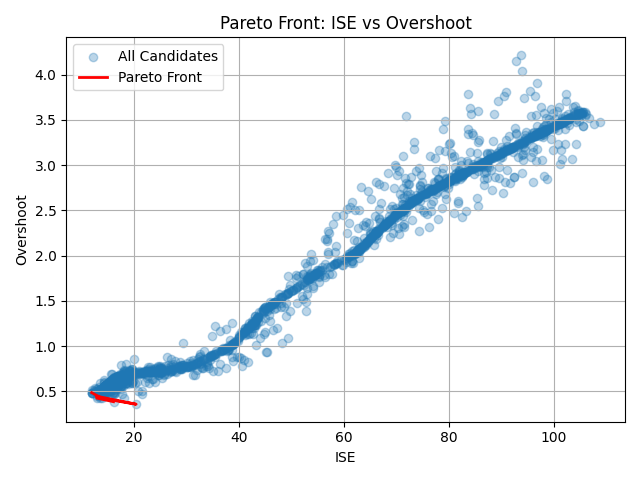 Pareto Front: ISE vs Overshoot
All Candidates
Pareto Front
Overshoot
4.0
3.5
3.0
2.5
2.0
1.5
1.0
0.5
20 40 60 80 100
ISE